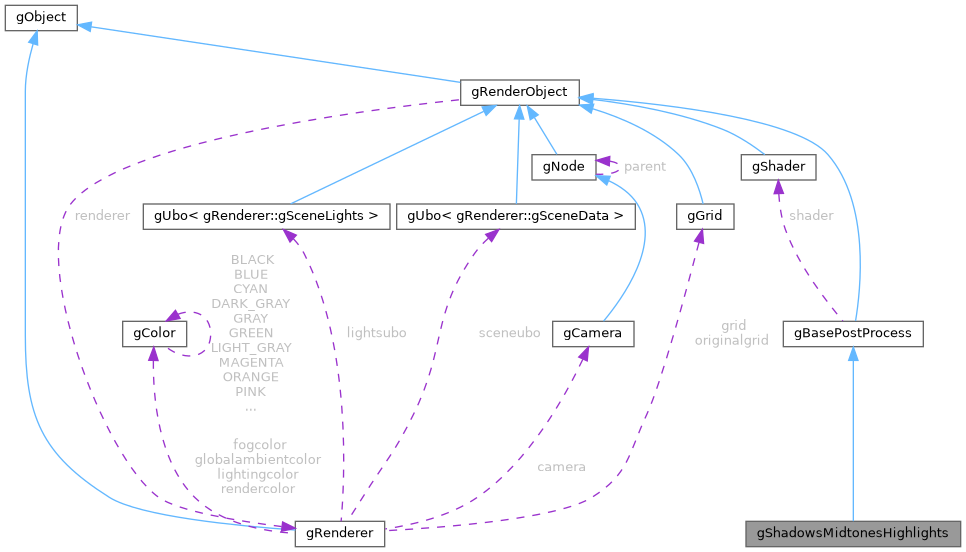 gObject
gRenderObject
gNode
parent
gShader
renderer
gUbo< gRenderer::gSceneLights >
gUbo< gRenderer::gSceneData >
gGrid
shader
BLACK
BLUE
CYAN
DARK_GRAY
GRAY
GREEN
LIGHT_GRAY
MAGENTA
ORANGE
PINK
...
gColor
lightsubo
sceneubo
gCamera
grid
originalgrid
gBasePostProcess
fogcolor
globalambientcolor
lightingcolor
rendercolor
camera
gRenderer
gShadowsMidtonesHighlights